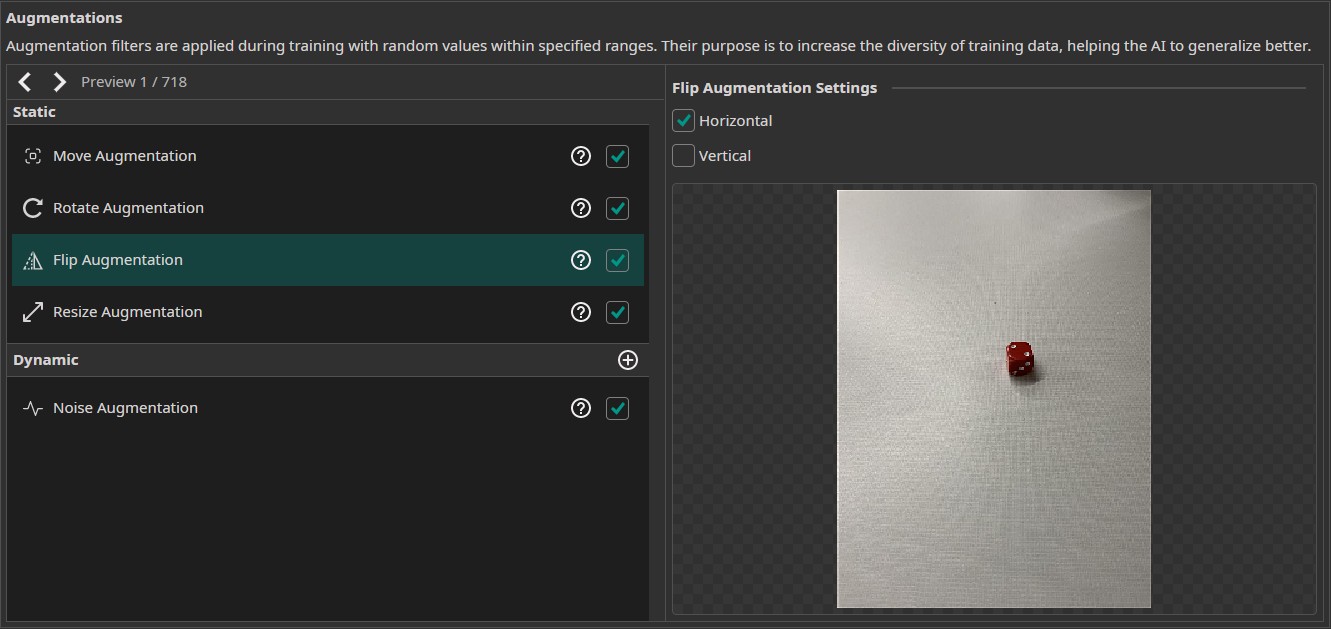 Augmentations
Augmentation filters are applied during training with random values within specified ranges. Their purpose is to increase the diversity of training data, helping the AI to generalize better.
Preview 1 / 718
Static
Move Augmentation
Rotate Augmentation
Flip Augmentation
Resize Augmentation
Dynamic
Noise Augmentation
Flip Augmentation Settings
Horizontal
Vertical